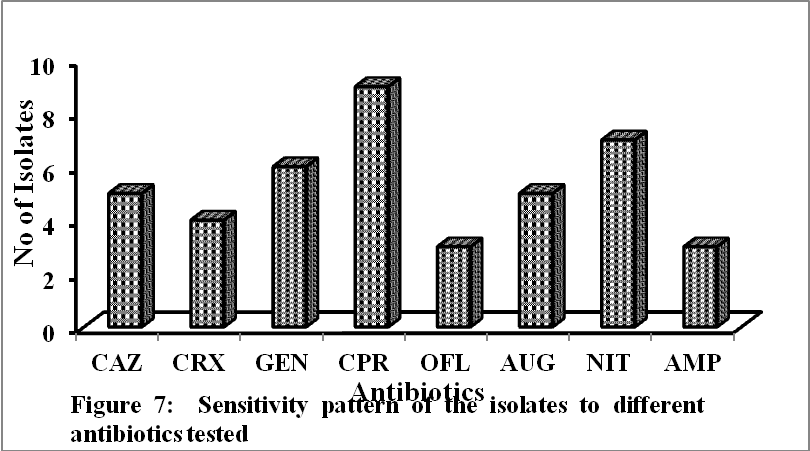 10
8
6
4
2
0
No of Isolates
CAZ CRX GEN CPR OFL AUG NIT AMP
Antibiotics
Figure 7: Sensitivity pattern of the isolates to different
antibiotics tested